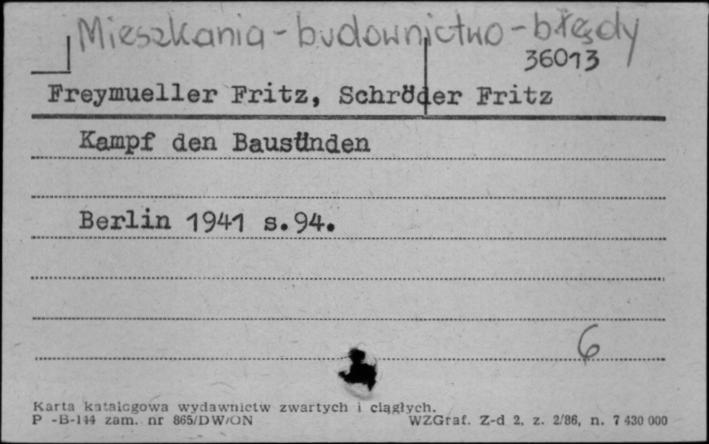 Mieszkania - budownictwo - błędy
36013
Freymueller Fritz, Schröder Fritz
Kampf den Bausünden
Berlin 1941 s.94.
6
Karta katalogowa wydawnictw zwartych i ciągłych.
P -B-144 zam. nr 865/DW/ON WZGraf. Z-d 2, z. 2/86, n. 7 430 000